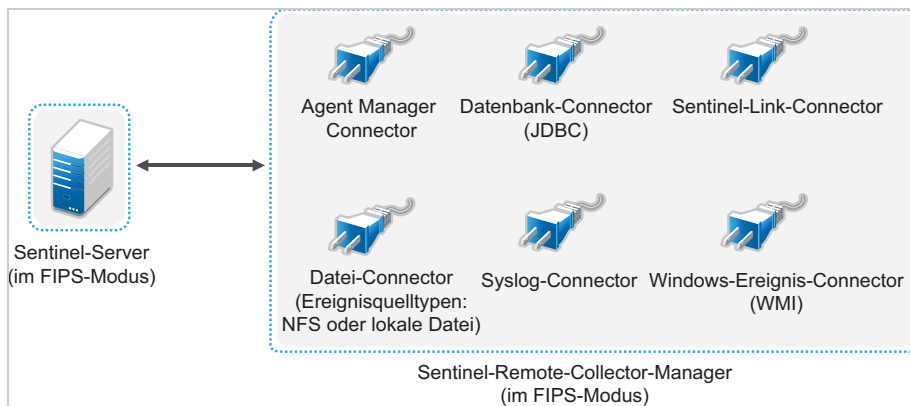 Agent Manager
Connector
Datenbank-Connector
(JDBC)
Sentinel-Link-Connector
Sentinel-Server
(im FIPS-Modus)
Datei-Connector
(Ereignisquelltypen:
NFS oder lokale Datei)
Syslog-Connector
Windows-Ereignis-Connector
(WMI)
Sentinel-Remote-Collector-Manager
(im FIPS-Modus)